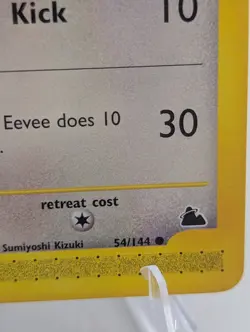 Kick 10
Eevee does 10 30
.
retreat cost
Sumiyoshi Kizuki 54/144 ●